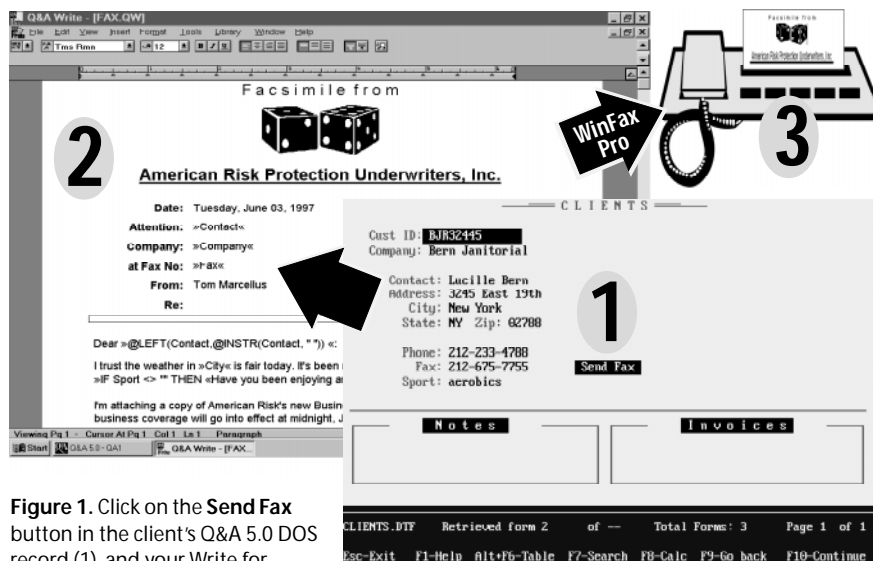 Q&A Write - [FAX.QW]
File Edit View Insert Format Tools Library Window Help
Tms Rmn 12 B I U
Facsimile from
American Risk Protection Underwriters, Inc.
Date: Tuesday, June 03, 1997
Attention: »Contact«
Company: »Company«
at Fax No: »Fax«
From: Tom Marcellus
Re:
Dear »@LEFT(Contact,@INSTR(Contact, " ")) «:
I trust the weather in »City« is fair today. It's been
»IF Sport <> "" THEN «Have you been enjoying
I'm attaching a copy of American Risk's new
business coverage will go into effect at midnight,
Viewing Pg 1 - Cursor At Pg 1 Col 1 Ln 1 Paragraph
Start Q&A 5.0 - QA1 Q&A Write - [FAX...
2
WinFax
Pro
Facsimile from
American Risk Protection Underwriters, Inc.
3
CLIENTS
Cust ID: BJR32445
Company: Bern Janitorial
Contact: Lucille Bern
Address: 3245 East 19th
City: New York
State: NY Zip: 02788
Phone: 212-233-4788
Fax: 212-675-7755 Send Fax
Sport: aerobics
1
Notes Invoices
CLIENTS.DTF Retrieved form 2 of -- Total Forms: 3 Page 1 of 1
Esc-Exit F1-Help Alt+F6-Table F7-Search F8-Calc F9-Go back F10-Continue
Figure 1. Click on the Send Fax
button in the client's Q&A 5.0 DOS
record (1), and your Write for